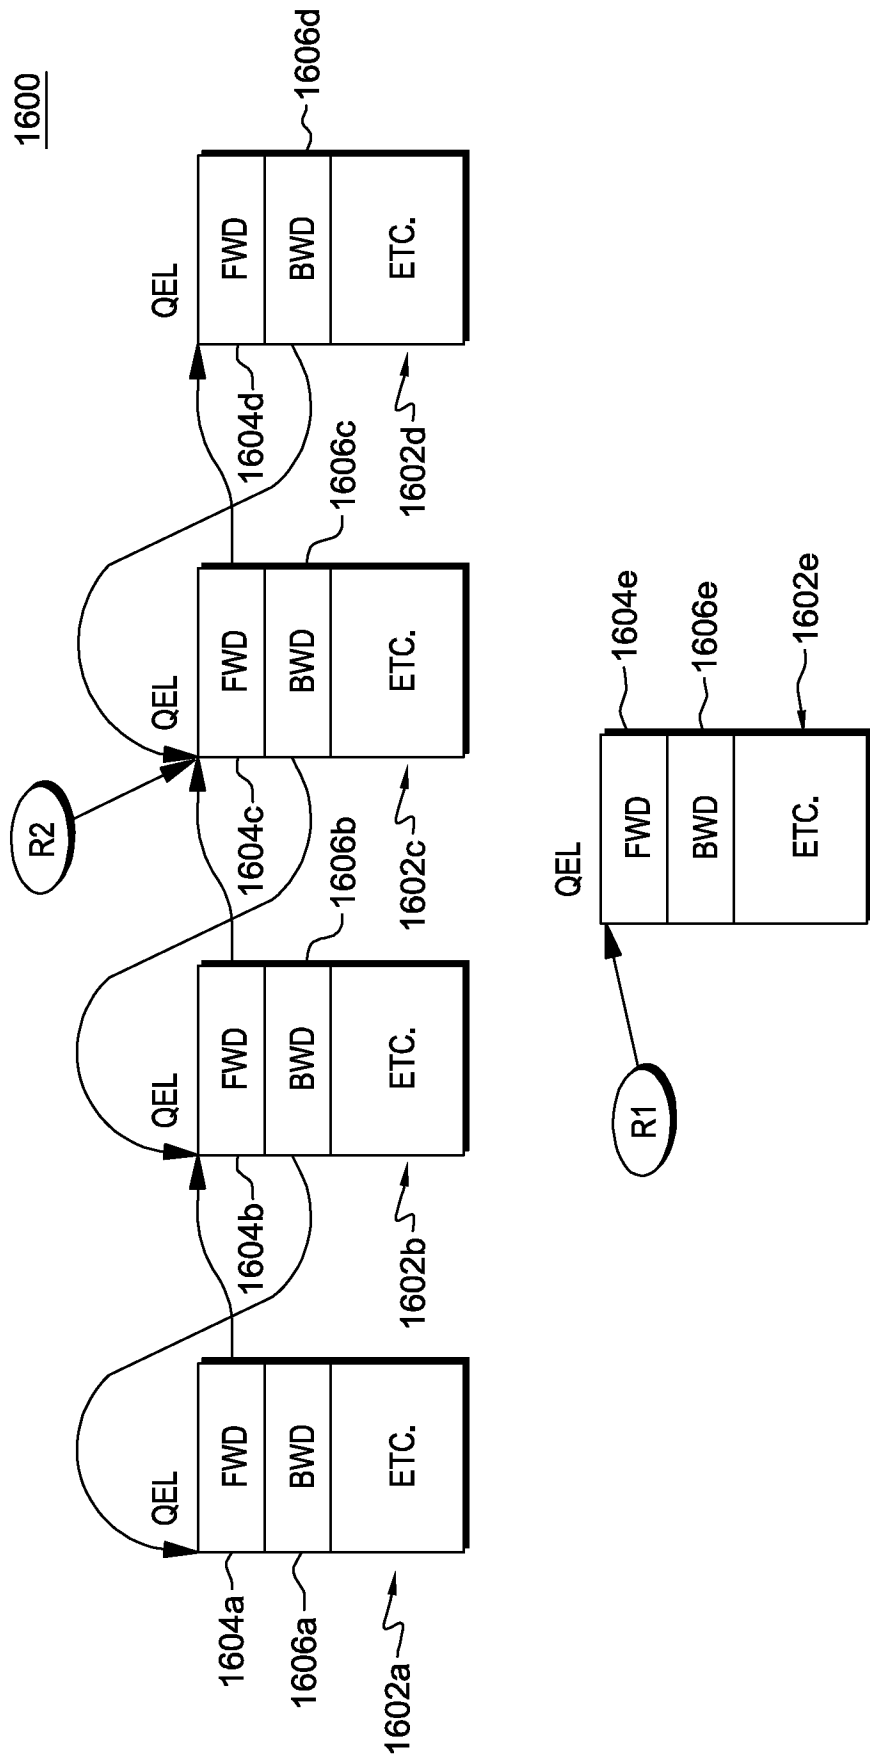 1600
R2
QEL
QEL
QEL
QEL
FWD
FWD
FWD
FWD
1604a
1604b
1604c
1604d
BWD
BWD
BWD
BWD
1606a
1606b
1606c
1606d
ETC.
ETC.
ETC.
ETC.
1602a
1602b
1602c
1602d
R1
QEL
FWD
1604e
BWD
1606e
ETC.
1602e